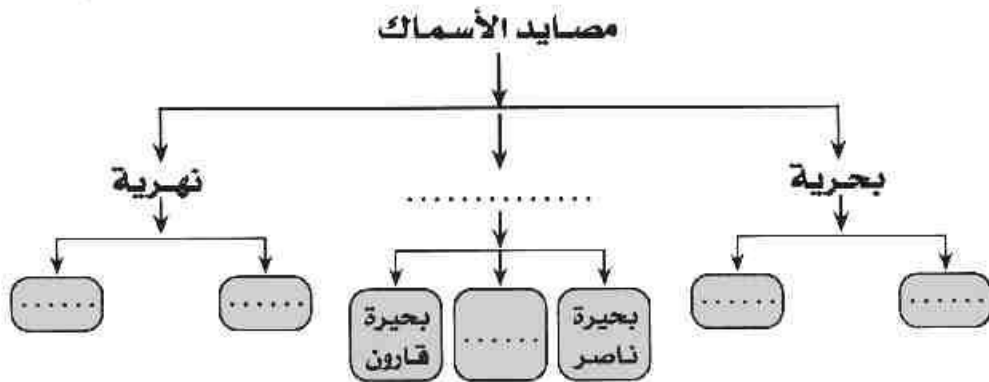 مصايد الأسماك
بحرية
..............
نهرية
......
......
بحيرة
ناصر
......
بحيرة
قارون
......
......